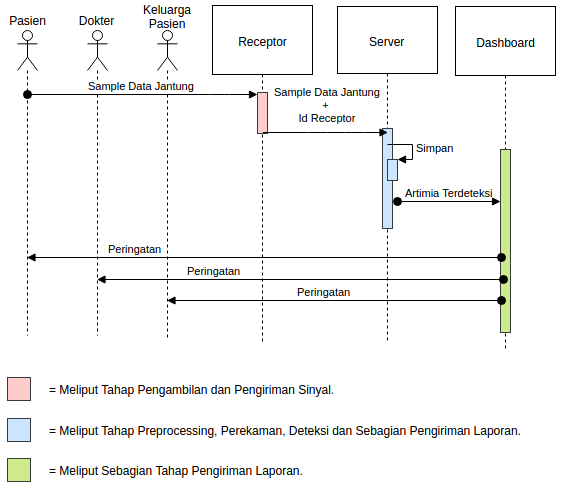 Pasien
Dokter
Keluarga
Pasien
Receptor
Server
Dashboard
Sample Data Jantung
Sample Data Jantung
+
Id Receptor
Simpan
Artimia Terdeteksi
Peringatan
Peringatan
Peringatan
= Meliput Tahap Pengambilan dan Pengiriman Sinyal.
= Meliput Tahap Preprocessing, Perekaman, Deteksi dan Sebagian Pengiriman Laporan.
= Meliput Sebagian Tahap Pengiriman Laporan.